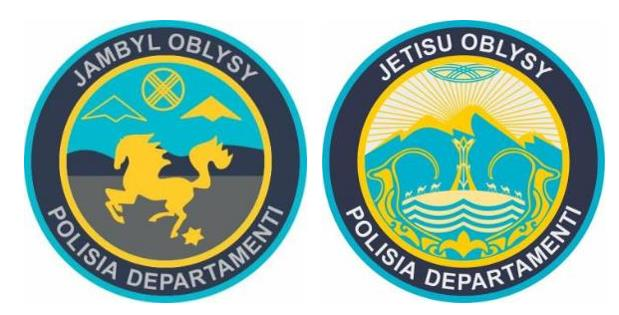 JAMBYL OBLYSY
POLISIA DEPARTAMENTI
JETISU OBLYSY
POLISIA DEPARTAMENTI